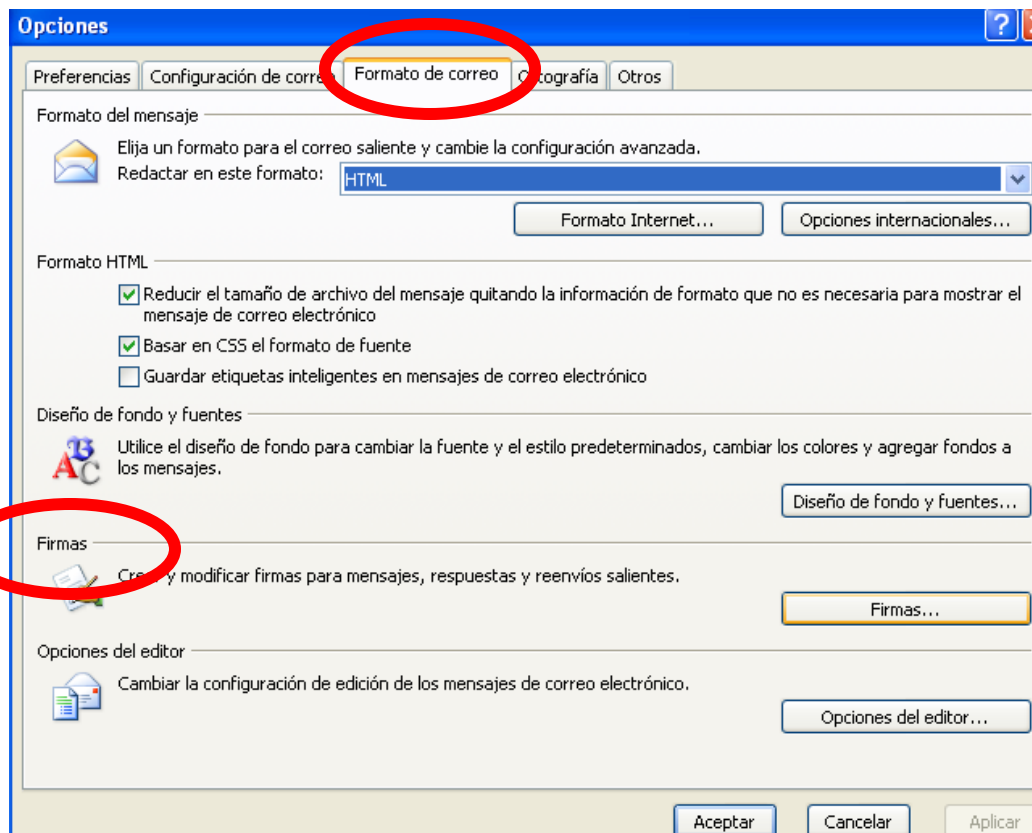 Opciones
Preferencias Configuración de correo Formato de correo Ortografía Otros
Formato del mensaje
Elija un formato para el correo saliente y cambie la configuración avanzada.
Redactar en este formato: HTML
Formato Internet... Opciones internacionales...
Formato HTML
Reducir el tamaño de archivo del mensaje quitando la información de formato que no es necesaria para mostrar el
mensaje de correo electrónico
Basar en CSS el formato de fuente
Guardar etiquetas inteligentes en mensajes de correo electrónico
Diseño de fondo y fuentes
Utilice el diseño de fondo para cambiar la fuente y el estilo predeterminados, cambiar los colores y agregar fondos a
los mensajes.
Diseño de fondo y fuentes...
Firmas
Crear y modificar firmas para mensajes, respuestas y reenvíos salientes.
Firmas...
Opciones del editor
Cambiar la configuración de edición de los mensajes de correo electrónico.
Opciones del editor...
Aceptar Cancelar Aplicar